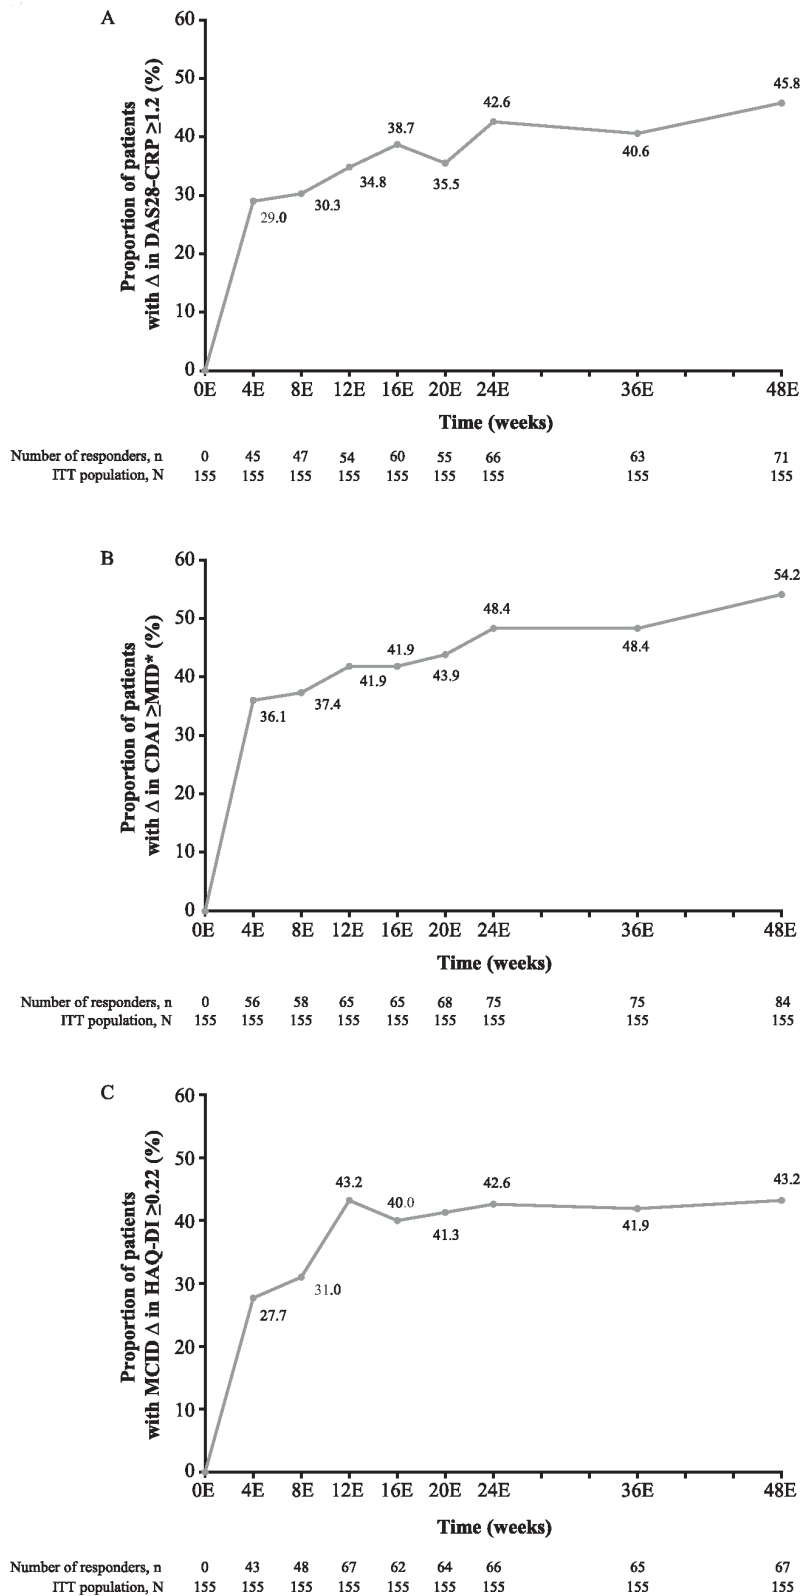 A
Proportion of patients
with Δ in DAS28-CRP ≥1.2 (%)
60
50
40
30
20
10
0
29.0
30.3
34.8
38.7
35.5
42.6
40.6
45.8
0E 4E 8E 12E 16E 20E 24E 36E 48E
Time (weeks)
Number of responders, n 0 45 47 54 60 55 66 63 71
ITT population, N 155 155 155 155 155 155 155 155 155
B
Proportion of patients
with Δ in CDAI ≥MID* (%)
60
50
40
30
20
10
0
36.1
37.4
41.9
41.9
43.9
48.4
48.4
54.2
0E 4E 8E 12E 16E 20E 24E 36E 48E
Time (weeks)
Number of responders, n 0 56 58 65 65 68 75 75 84
ITT population, N 155 155 155 155 155 155 155 155 155
C
Proportion of patients
with MCID Δ in HAQ-DI ≥0.22 (%)
60
50
40
30
20
10
0
27.7
31.0
43.2
40.0
41.3
42.6
41.9
43.2
0E 4E 8E 12E 16E 20E 24E 36E 48E
Time (weeks)
Number of responders, n 0 43 48 67 62 64 66 65 67
ITT population, N 155 155 155 155 155 155 155 155 155